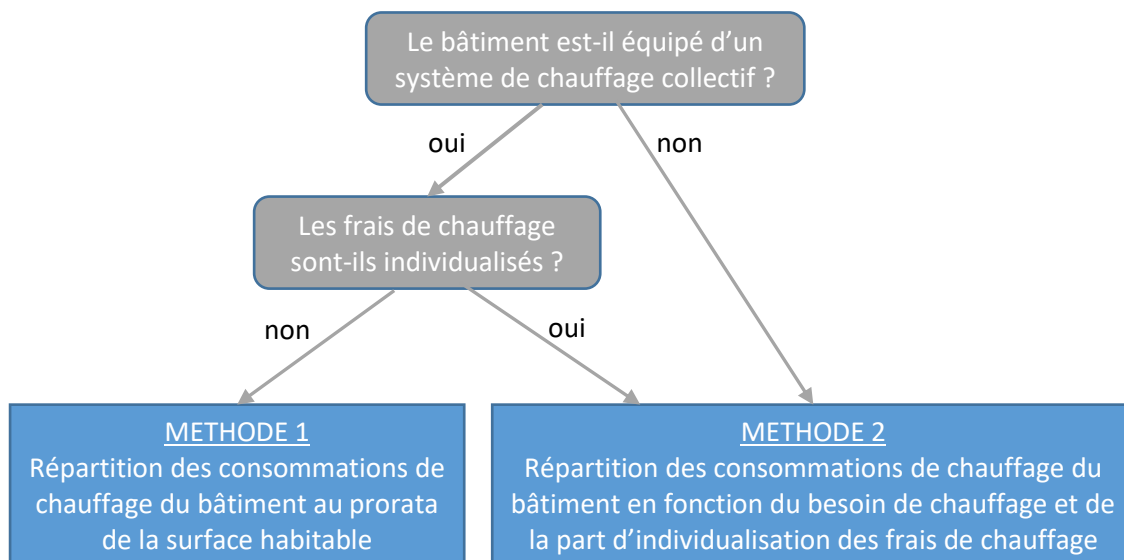 Le bâtiment est-il équipé d’un
système de chauffage collectif ?
oui
non
Les frais de chauffage
sont-ils individualisés ?
non
oui
METHODE 1
Répartition des consommations de
chauffage du bâtiment au prorata
de la surface habitable
METHODE 2
Répartition des consommations de chauffage du
bâtiment en fonction du besoin de chauffage et de
la part d’individualisation des frais de chauffage